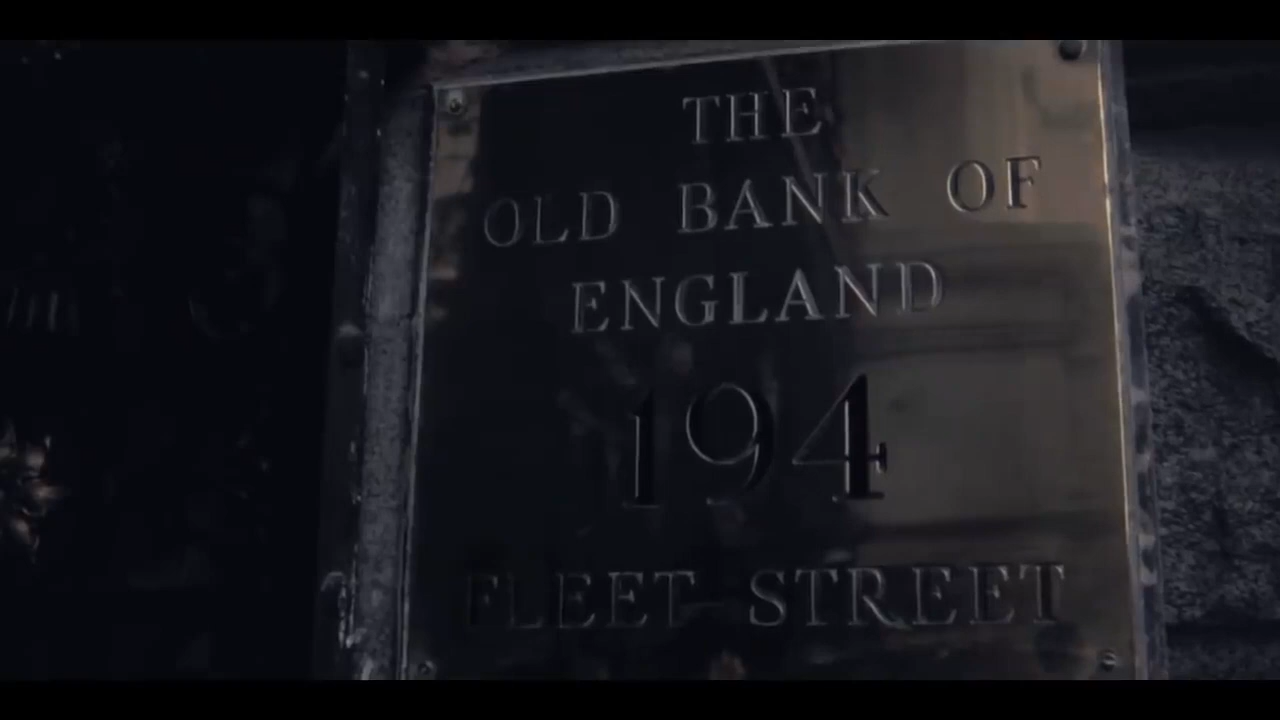 THE
OLD BANK OF
ENGLAND
194
FLEET STREET